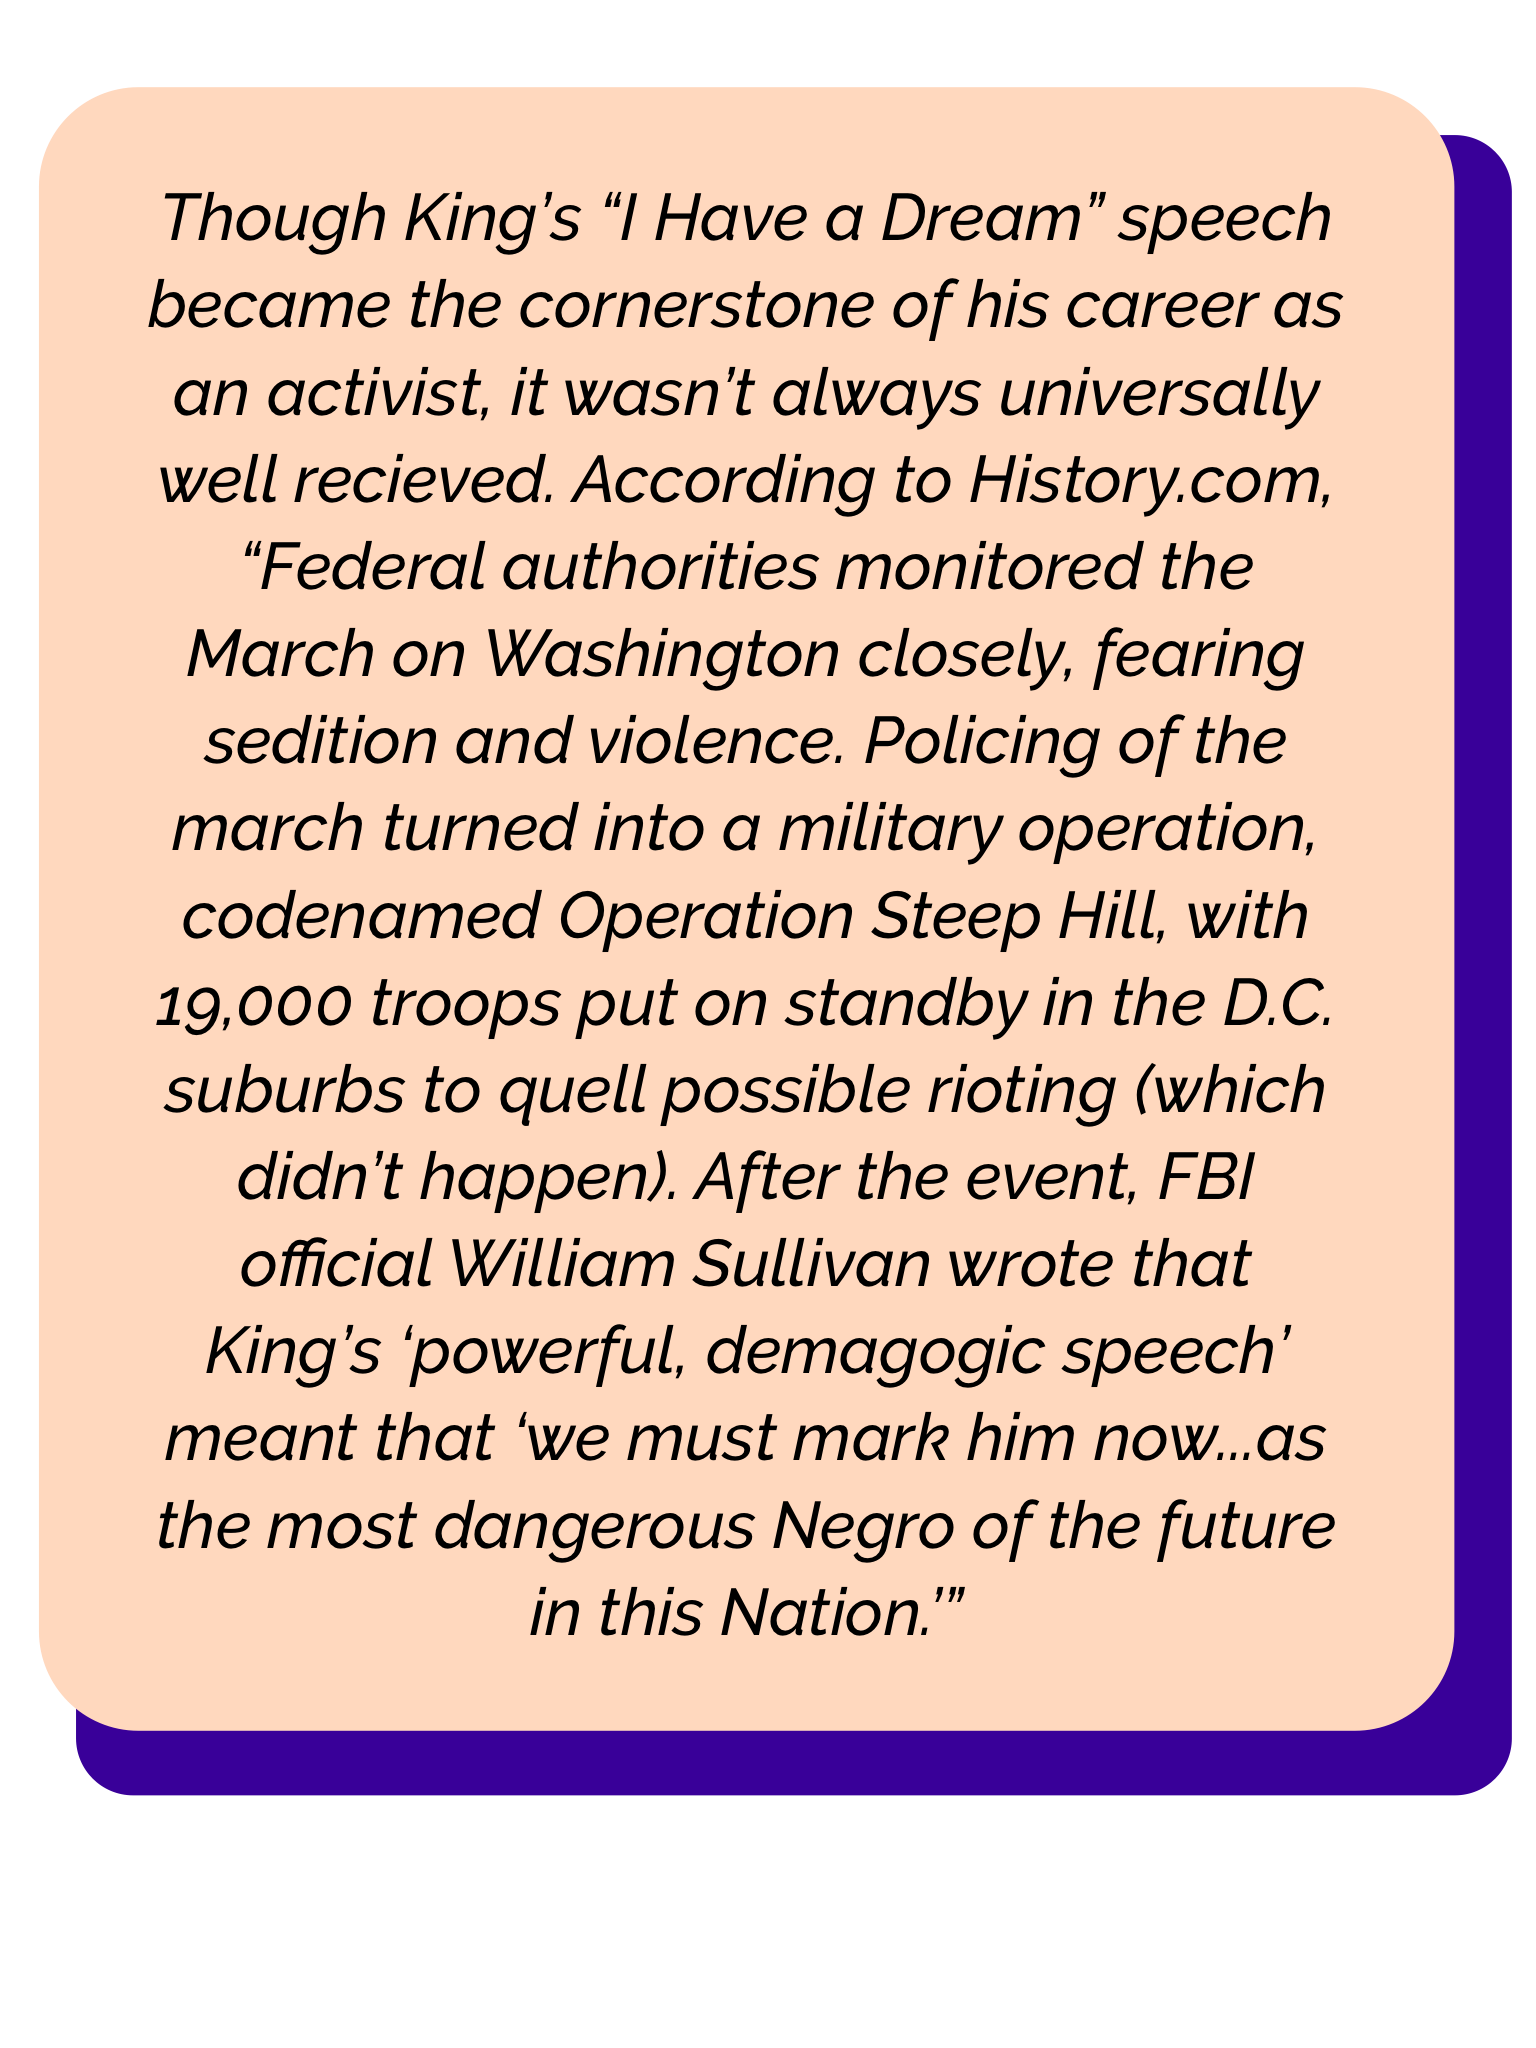 Though King’s “I Have a Dream” speech
became the cornerstone of his career as
an activist, it wasn’t always universally
well recieved. According to History.com,
“Federal authorities monitored the
March on Washington closely, fearing
sedition and violence. Policing of the
march turned into a military operation,
codenamed Operation Steep Hill, with
19,000 troops put on standby in the D.C.
suburbs to quell possible rioting (which
didn’t happen). After the event, FBI
official William Sullivan wrote that
King’s ‘powerful, demagogic speech’
meant that ‘we must mark him now...as
the most dangerous Negro of the future
in this Nation.’”